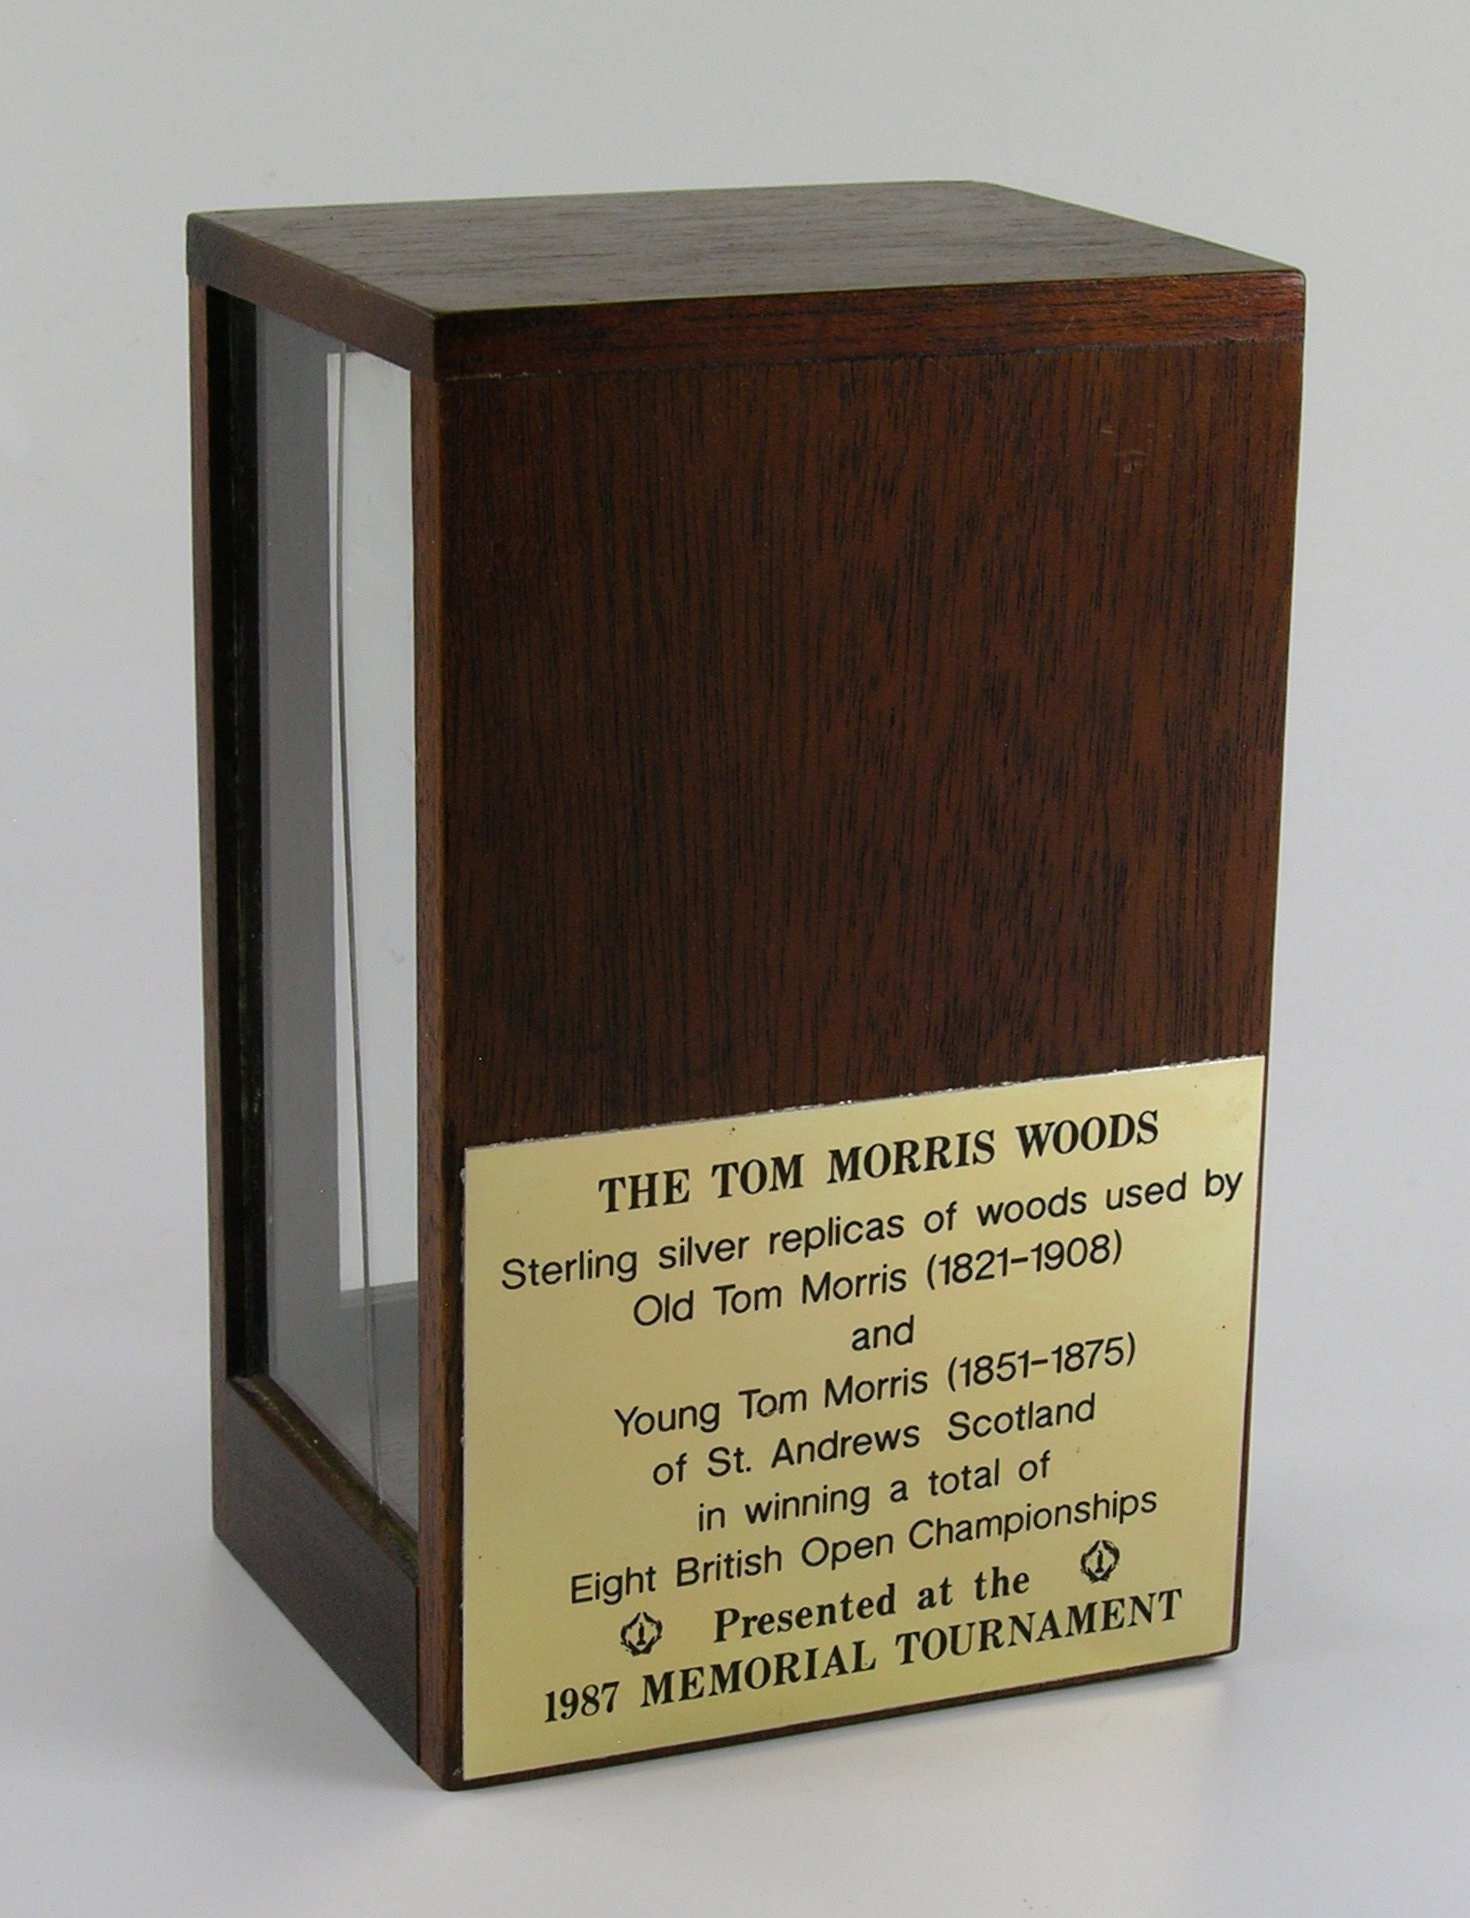 THE TOM MORRIS WOODS
Sterling silver replicas of woods used by
Old Tom Morris (1821-1908)
and
Young Tom Morris (1851-1875)
of St. Andrews Scotland
in winning a total of
Eight British Open Championships
Presented at the
1987 MEMORIAL TOURNAMENT